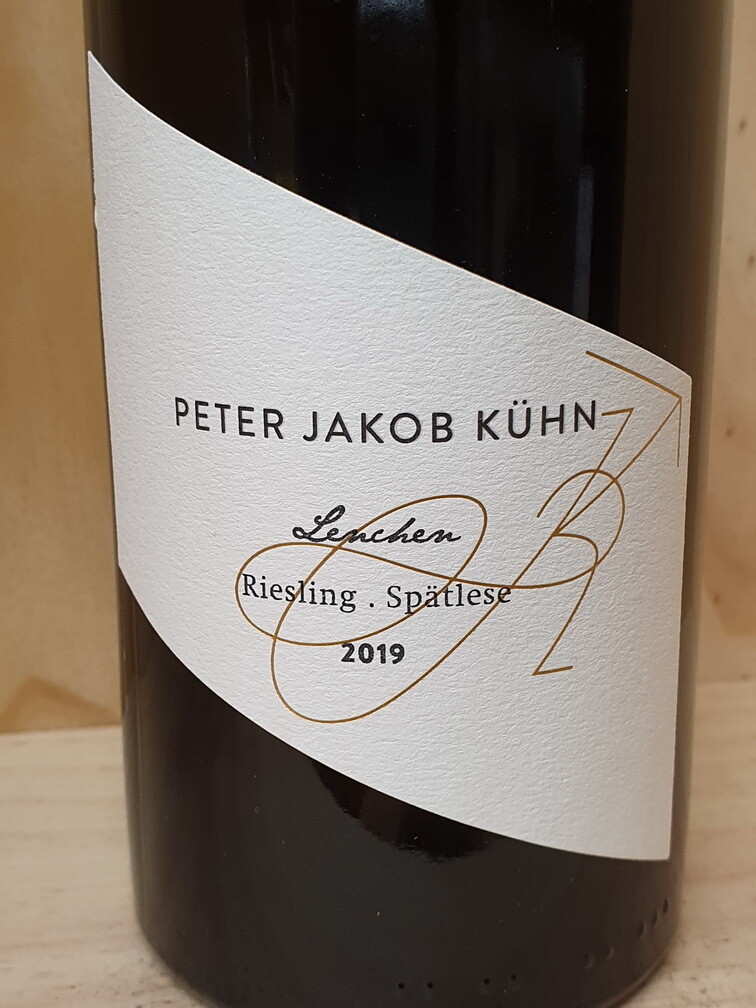 PETER JAKOB KÜHN
Lenchen
Riesling . Spätlese
2019